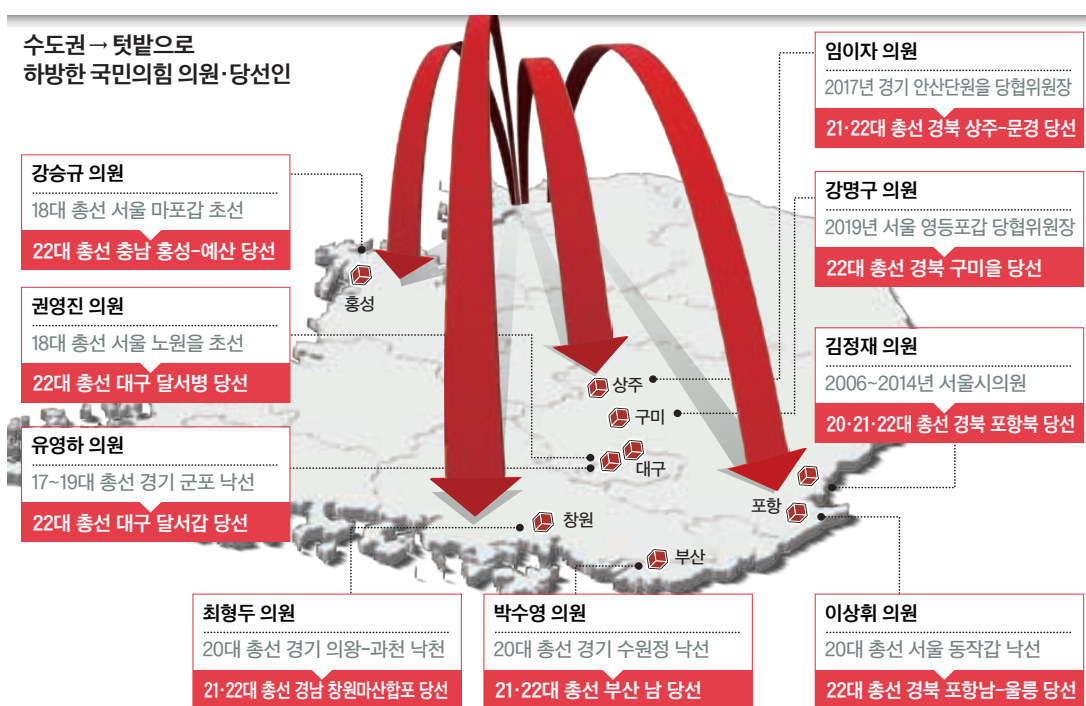 수도권→텃밭으로
하방한 국민의힘 의원·당선인
강승규 의원
18대 총선 서울 마포갑 초선
22대 총선 충남 홍성-예산 당선
권영진 의원
18대 총선 서울 노원을 초선
22대 총선 대구 달서병 당선
유영하 의원
17~19대 총선 경기 군포 낙선
22대 총선 대구 달서갑 당선
임이자 의원
2017년 경기 안산단원을 당협위원장
21·22대 총선 경북 상주-문경 당선
강명구 의원
2019년 서울 영등포갑 당협위원장
22대 총선 경북 구미을 당선
김정재 의원
2006~2014년 서울시의원
20·21·22대 총선 경북 포항북 당선
홍성
상주
구미
대구
포항
창원
부산
최형두 의원
20대 총선 경기 의왕-과천 낙천
21·22대 총선 경남 창원마산합포 당선
박수영 의원
20대 총선 경기 수원정 낙선
21·22대 총선 부산 남 당선
이상휘 의원
20대 총선 서울 동작갑 낙선
22대 총선 경북 포항남-울릉 당선